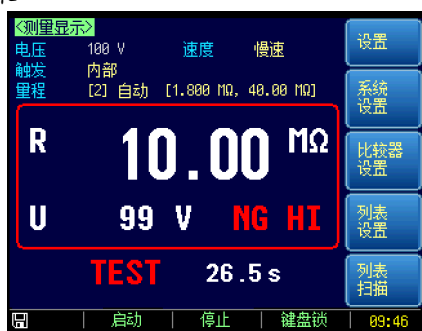 <测量显示>
电压 100 V 速度 慢速
触发 内部
量程 [2] 自动 [1.800 MΩ, 40.00 MΩ]
R 10.00 MΩ
U 99 V NG HI
TEST 26.5 s
设置
系统
设置
比较器
设置
列表
设置
列表
扫描
启动 停止 键盘锁 09:46